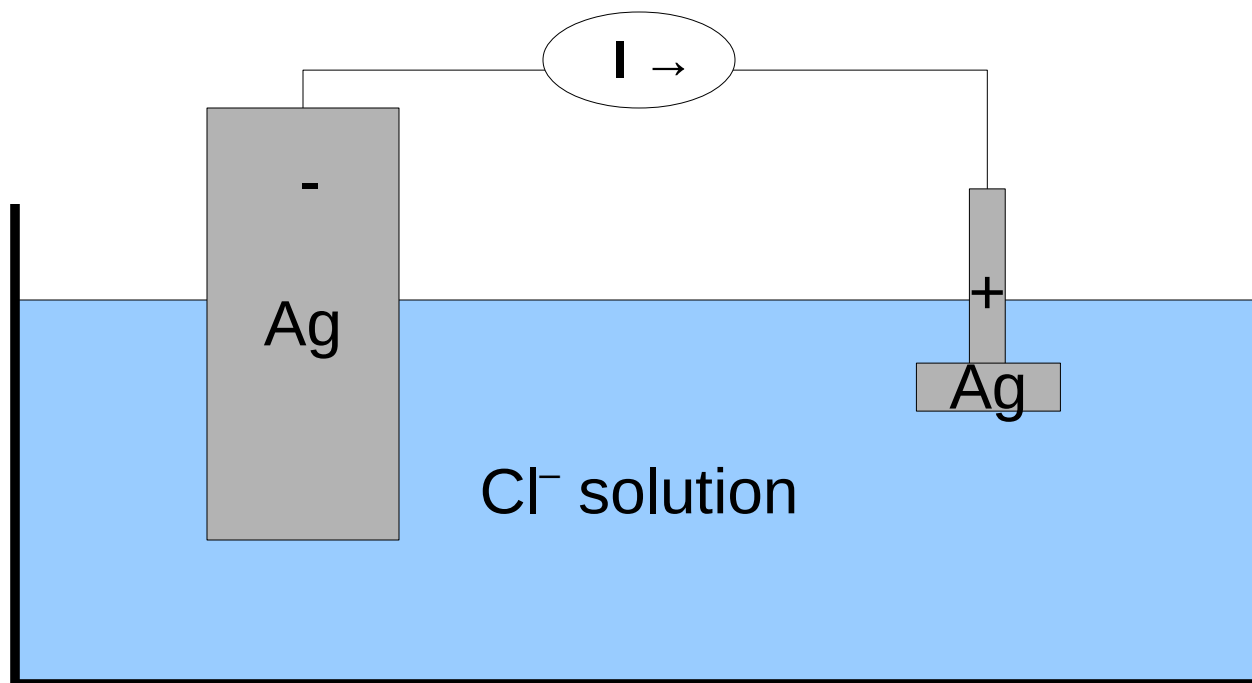 I →
-
+
Ag
Ag
Cl⁻ solution